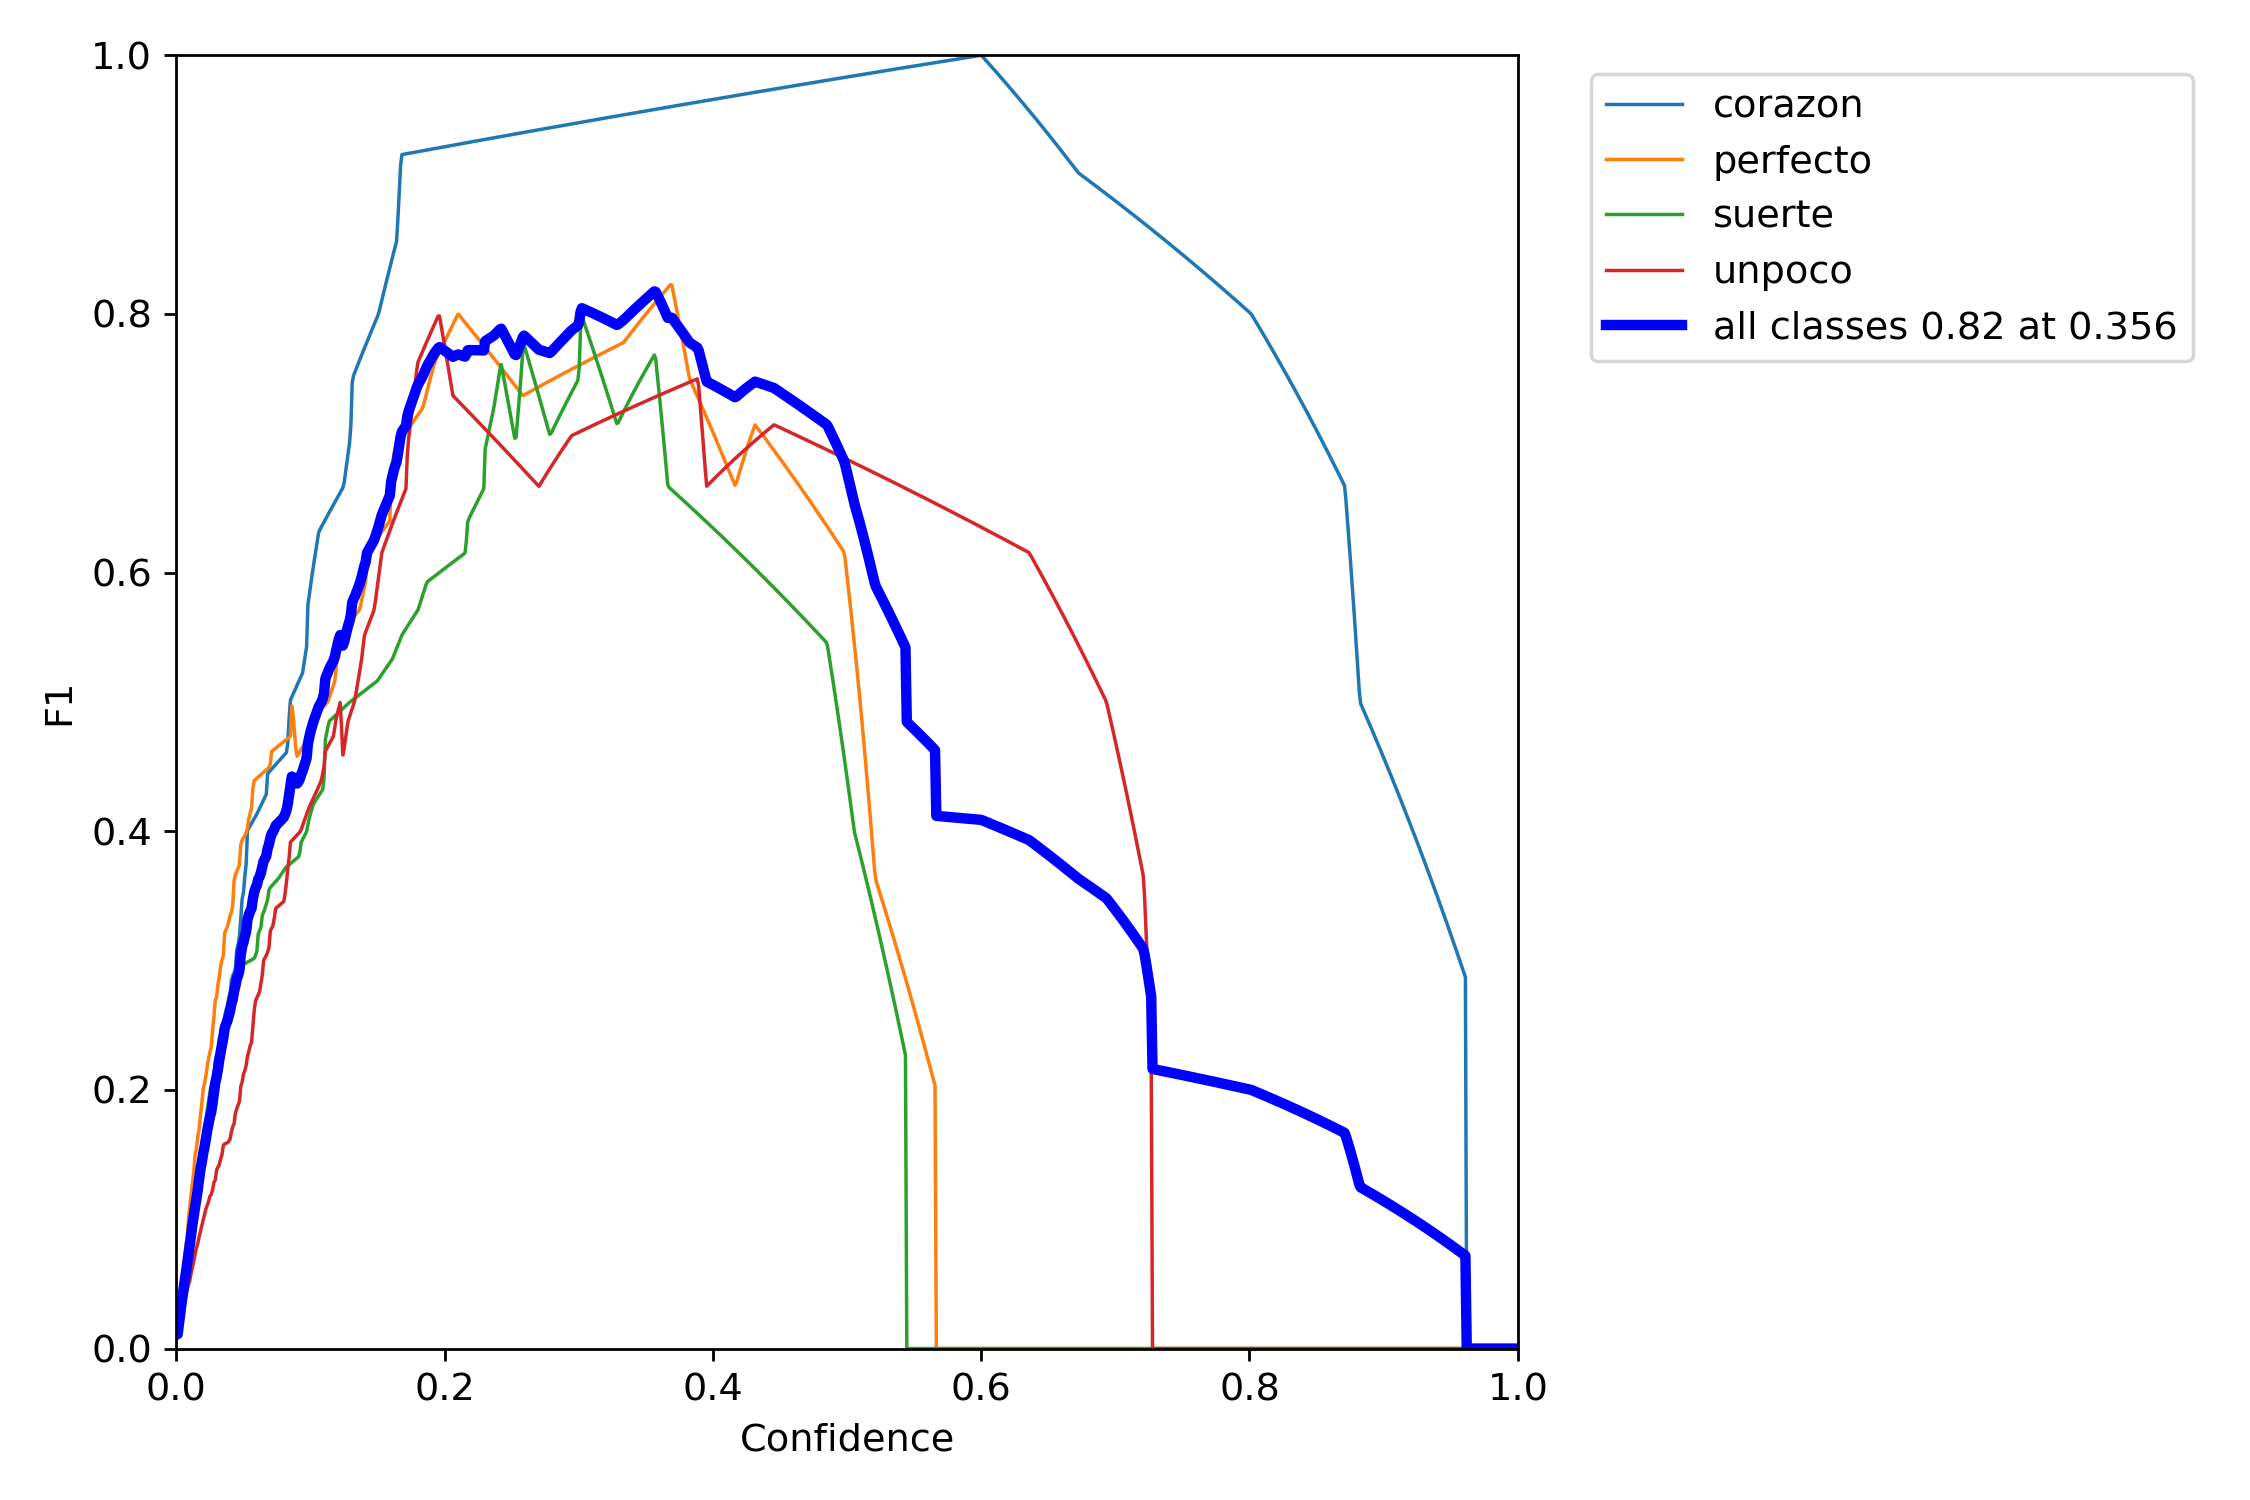 1.0
0.8
0.6
0.4
0.2
0.0
F1
0.0 0.2 0.4 0.6 0.8 1.0
Confidence
corazon
perfecto
suerte
unpoco
all classes 0.82 at 0.356